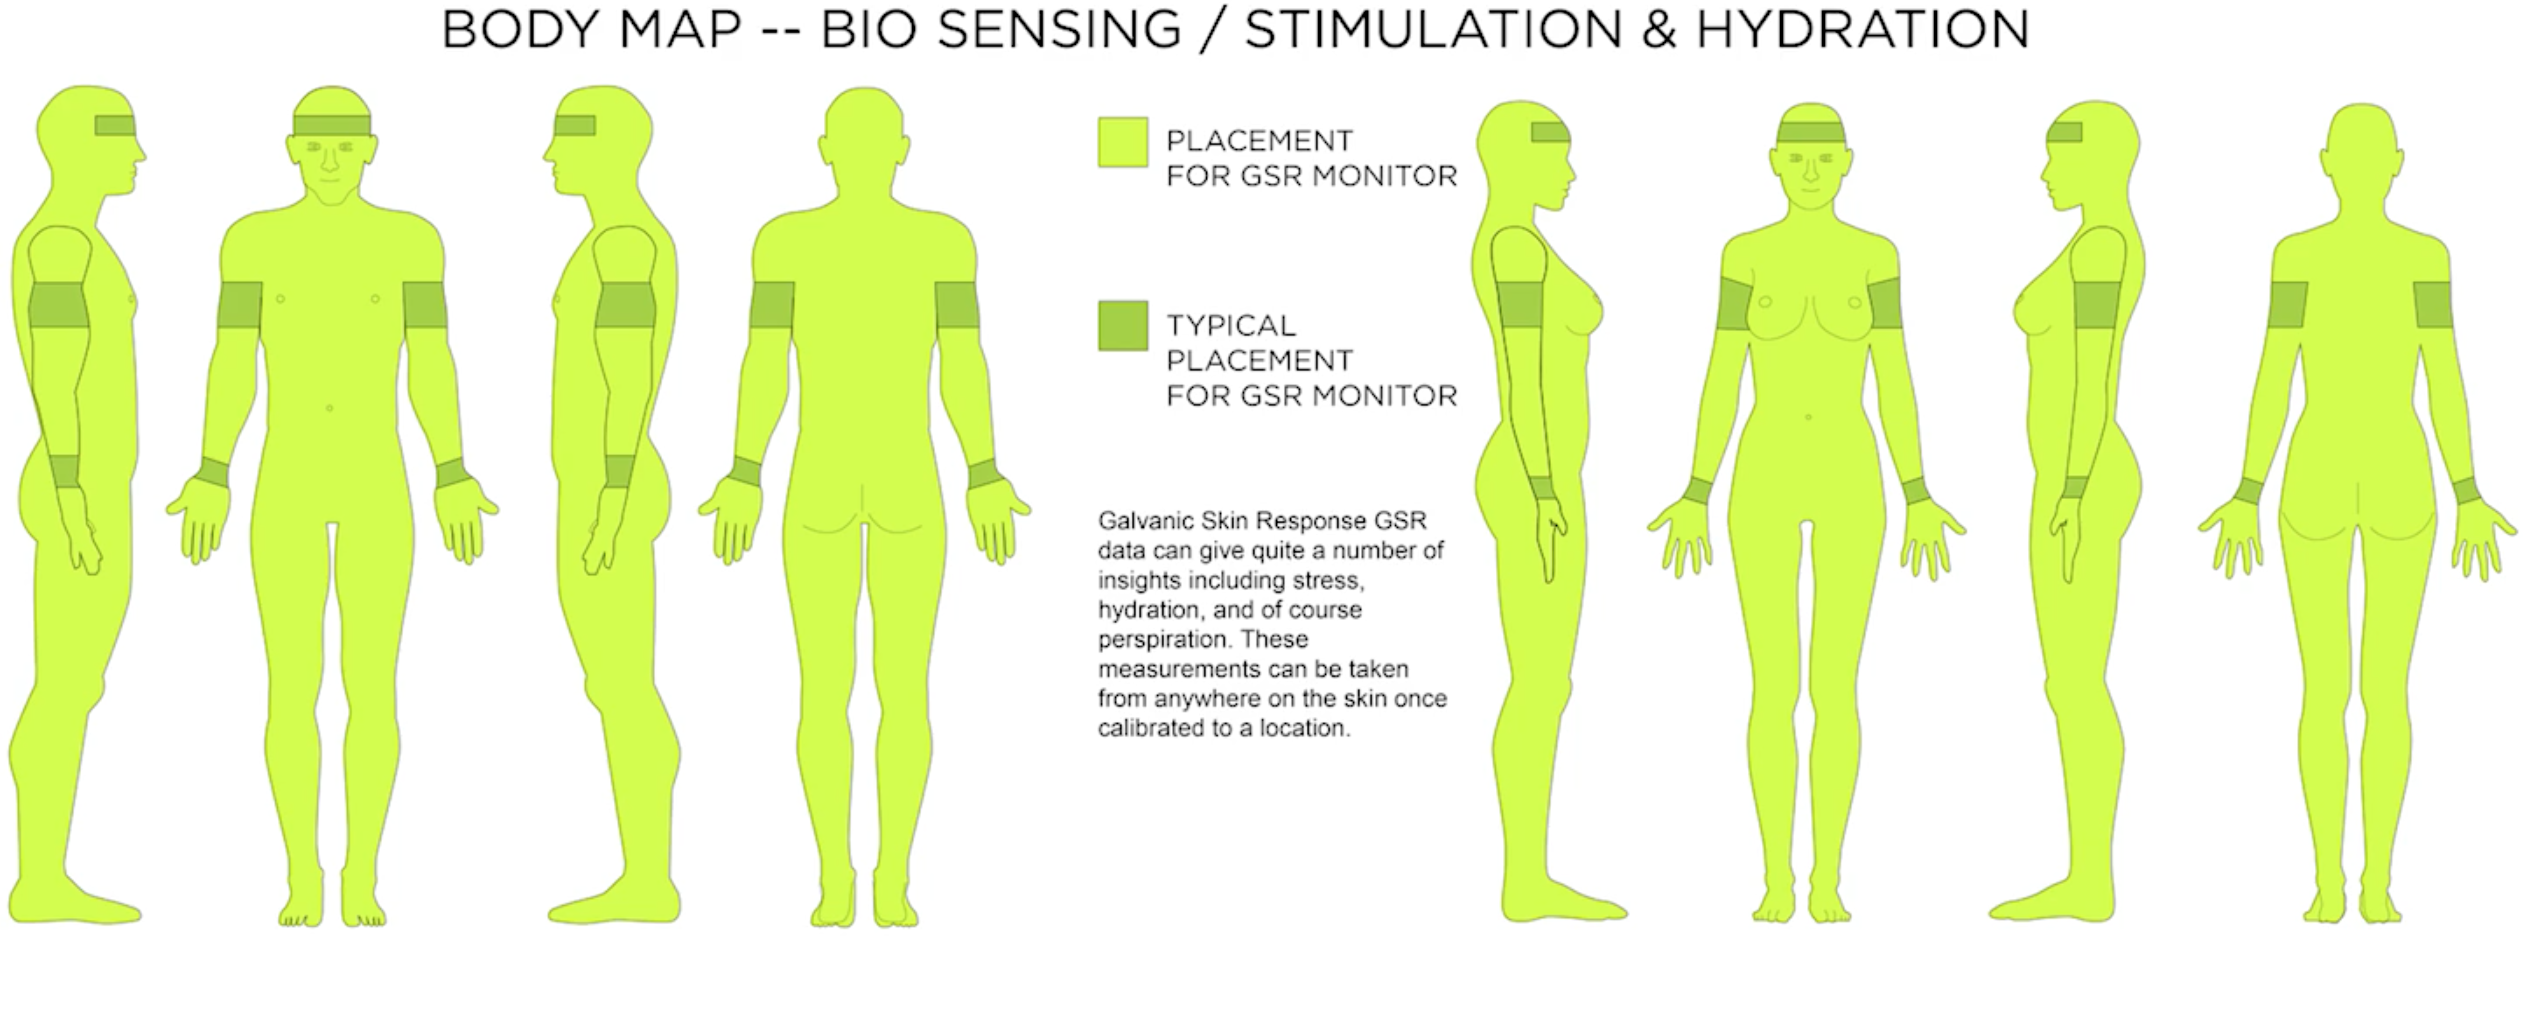 BODY MAP -- BIO SENSING / STIMULATION & HYDRATION
PLACEMENT
FOR GSR MONITOR
TYPICAL
PLACEMENT
FOR GSR MONITOR
Galvanic Skin Response GSR
data can give quite a number of
insights including stress,
hydration, and of course
perspiration. These
measurements can be taken
from anywhere on the skin once
calibrated to a location.